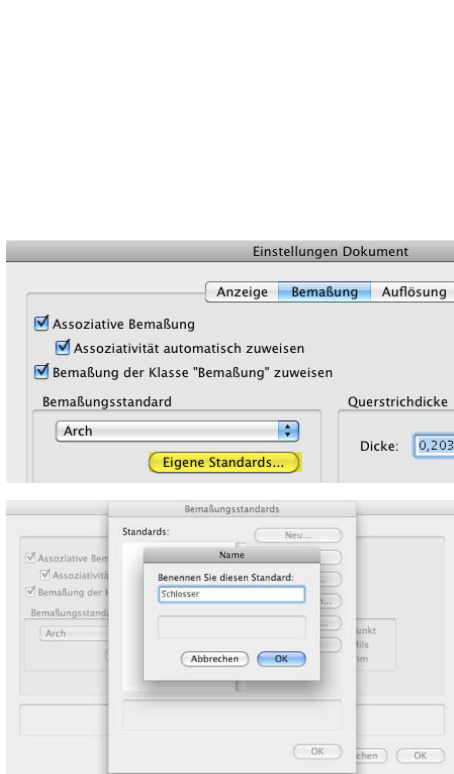 Einstellungen Dokument
Anzeige Bemaßung Auflösung
Assoziative Bemaßung
Assoziativität automatisch zuweisen
Bemaßung der Klasse "Bemaßung" zuweisen
Bemaßungsstandard
Querstrichdicke
Arch
Dicke: 0,203
Eigene Standards...
Bemaßungsstandards
Standards:
Neu...
Name
Assoziative Bem
Benennen Sie diesen Standard:
Assoziativitä
Schlosser
Bemaßung der K
Bemaßungsstanda
Arch
unkt
Mils
mm
Abbrechen OK
OK
chen OK